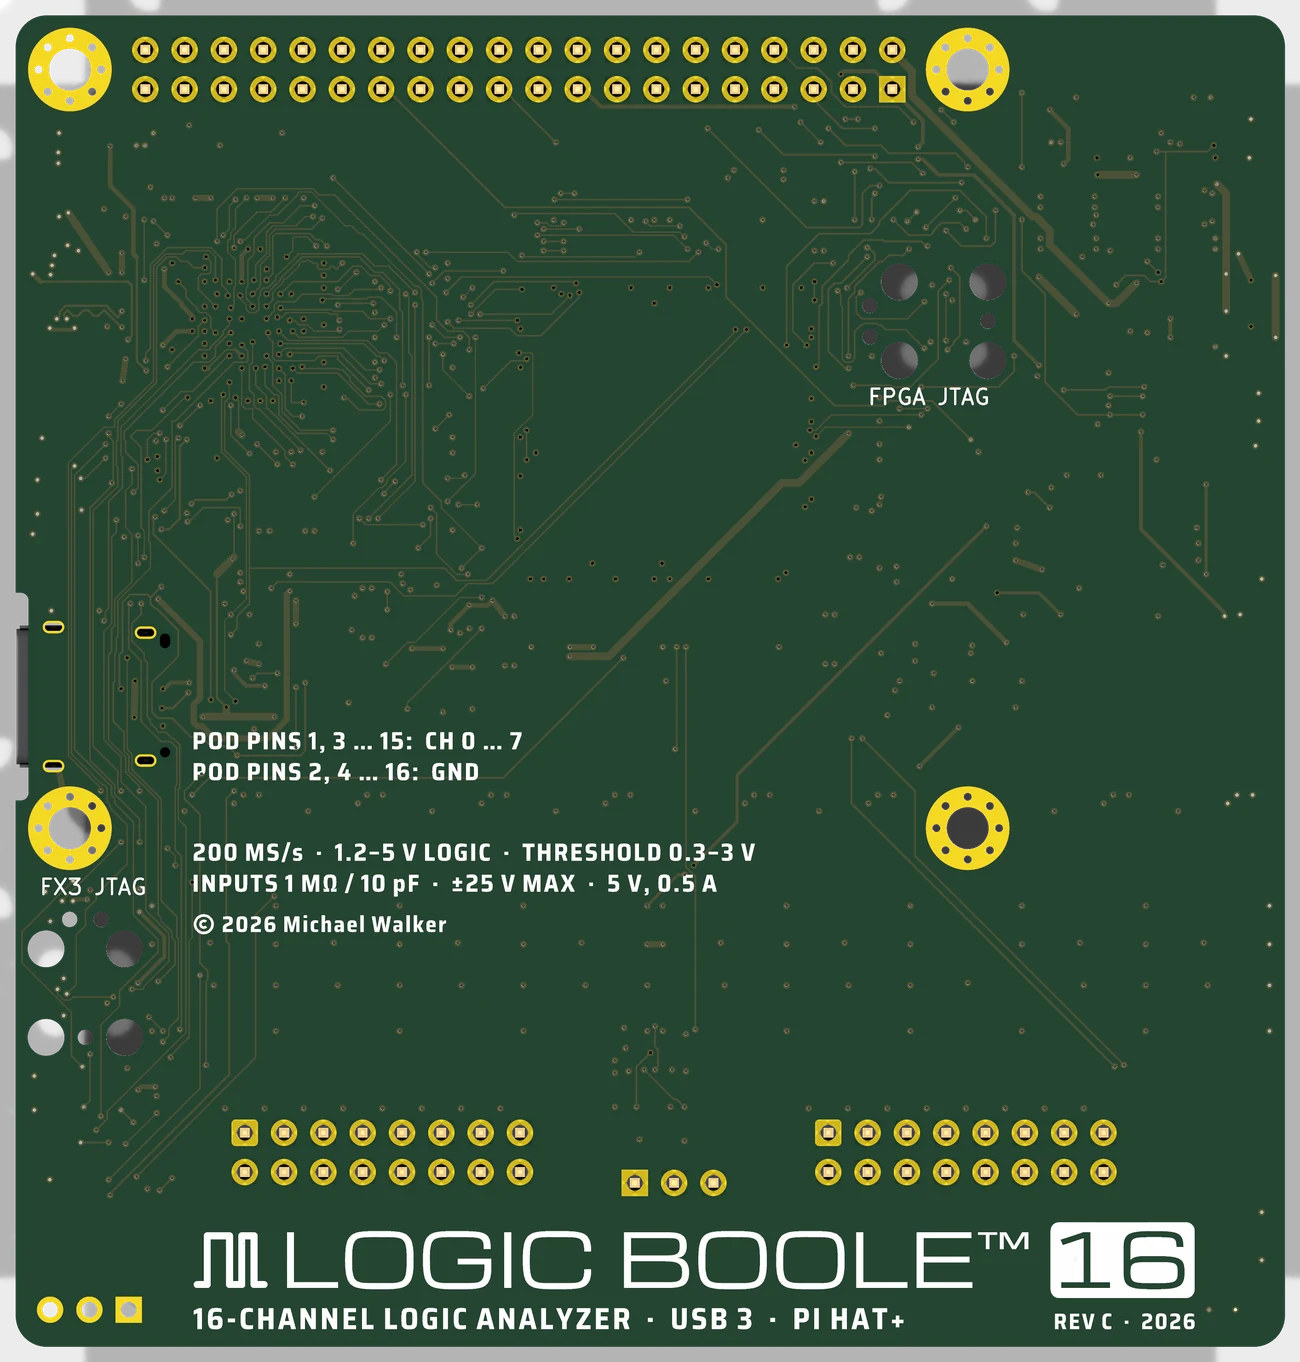 FPGA JTAG
POD PINS 1, 3 ... 15: CH 0 ... 7
POD PINS 2, 4 ... 16: GND
200 MS/s · 1.2–5 V LOGIC · THRESHOLD 0.3–3 V
INPUTS 1 MΩ / 10 pF · ±25 V MAX · 5 V, 0.5 A
FX3 JTAG
© 2026 Michael Walker
LOGIC BOOLE™ 16
16-CHANNEL LOGIC ANALYZER · USB 3 · PI HAT+
REV C · 2026